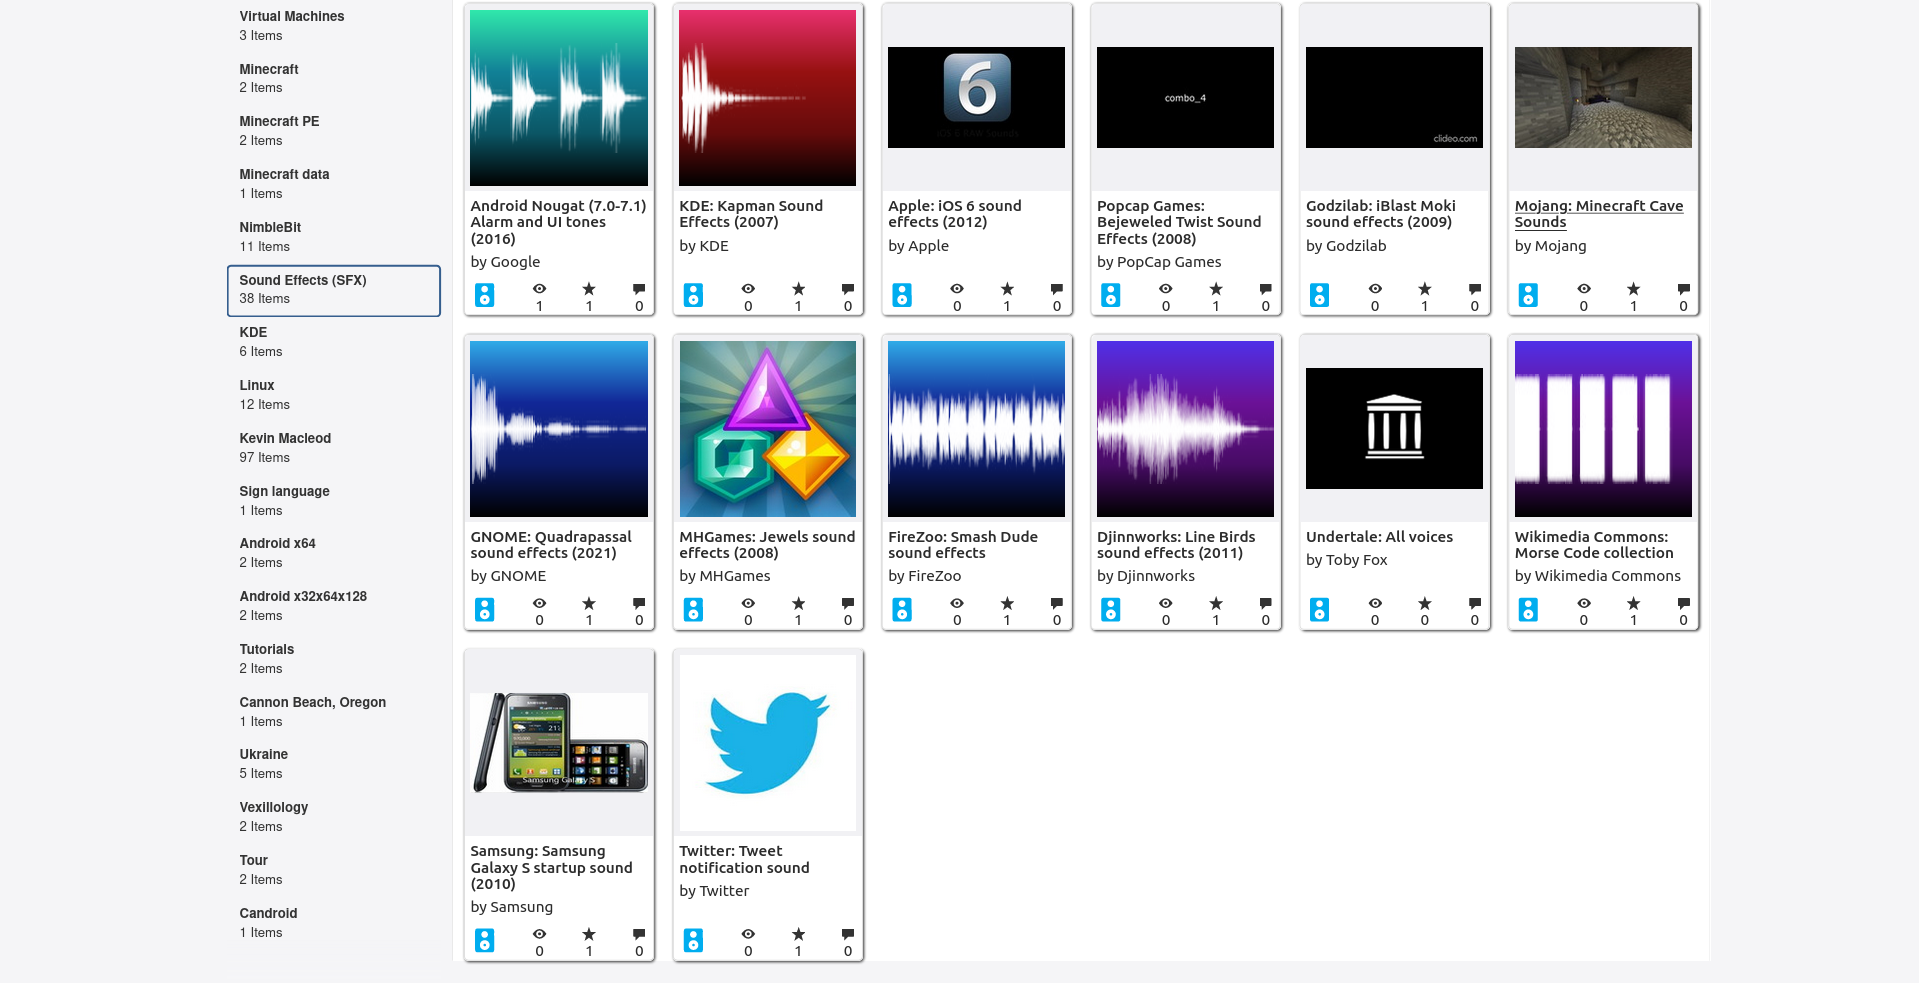 Virtual Machines
3 Items
Minecraft
2 Items
Minecraft PE
2 Items
Minecraft data
1 Items
NimbleBit
11 Items
Sound Effects (SFX)
38 Items
KDE
6 Items
Linux
12 Items
Kevin Macleod
97 Items
Sign language
1 Items
Android x64
2 Items
Android x32x64x128
2 Items
Tutorials
2 Items
Cannon Beach, Oregon
1 Items
Ukraine
5 Items
Vexillology
2 Items
Tour
2 Items
Candroid
1 Items
Android Nougat (7.0-7.1)
Alarm and UI tones
(2016)
by Google
1 1 0
KDE: Kapman Sound
Effects (2007)
by KDE
0 1 0
6
iOS 6 RAW Sounds
Apple: iOS 6 sound
effects (2012)
by Apple
0 1 0
combo_4
Popcap Games:
Bejeweled Twist Sound
Effects (2008)
by PopCap Games
0 1 0
clideo.com
Godzilab: iBlast Moki
sound effects (2009)
by Godzilab
0 1 0
Mojang: Minecraft Cave
Sounds
by Mojang
0 1 0
GNOME: Quadrapassal
sound effects (2021)
by GNOME
0 1 0
MHGames: Jewels sound
effects (2008)
by MHGames
0 1 0
FireZoo: Smash Dude
sound effects
by FireZoo
0 1 0
Djinnworks: Line Birds
sound effects (2011)
by Djinnworks
0 1 0
Undertale: All voices
by Toby Fox
0 0 0
Wikimedia Commons:
Morse Code collection
by Wikimedia Commons
0 1 0
Samsung Galaxy S
Samsung: Samsung
Galaxy S startup sound
(2010)
by Samsung
0 1 0
Twitter: Tweet
notification sound
by Twitter
0 1 0